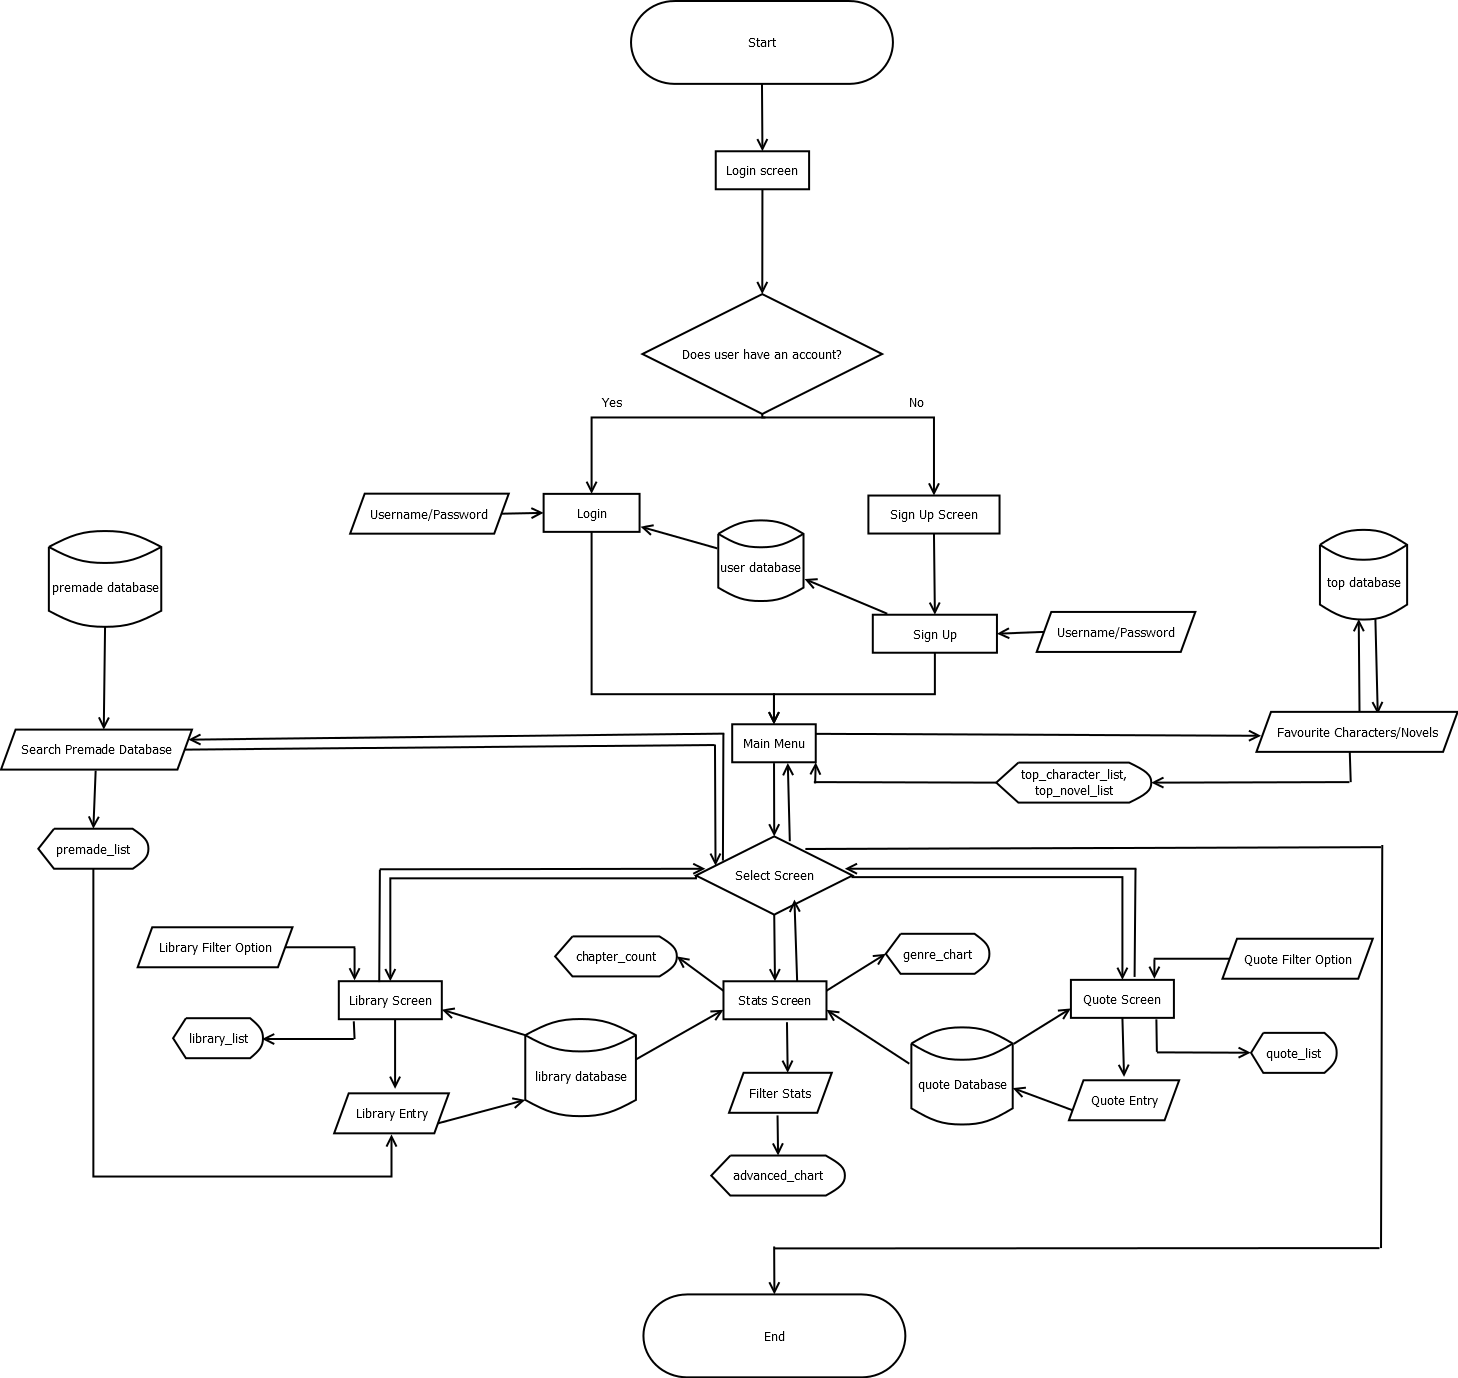 Start
Login screen
Does user have an account?
Yes
No
Username/Password
Login
Sign Up Screen
user database
premade database
top database
Sign Up
Username/Password
Search Premade Database
Main Menu
Favourite Characters/Novels
top_character_list,
top_novel_list
premade_list
Select Screen
Library Filter Option
chapter_count
genre_chart
Quote Filter Option
Library Screen
Stats Screen
Quote Screen
library_list
quote_list
library database
quote Database
Filter Stats
Library Entry
Quote Entry
advanced_chart
End